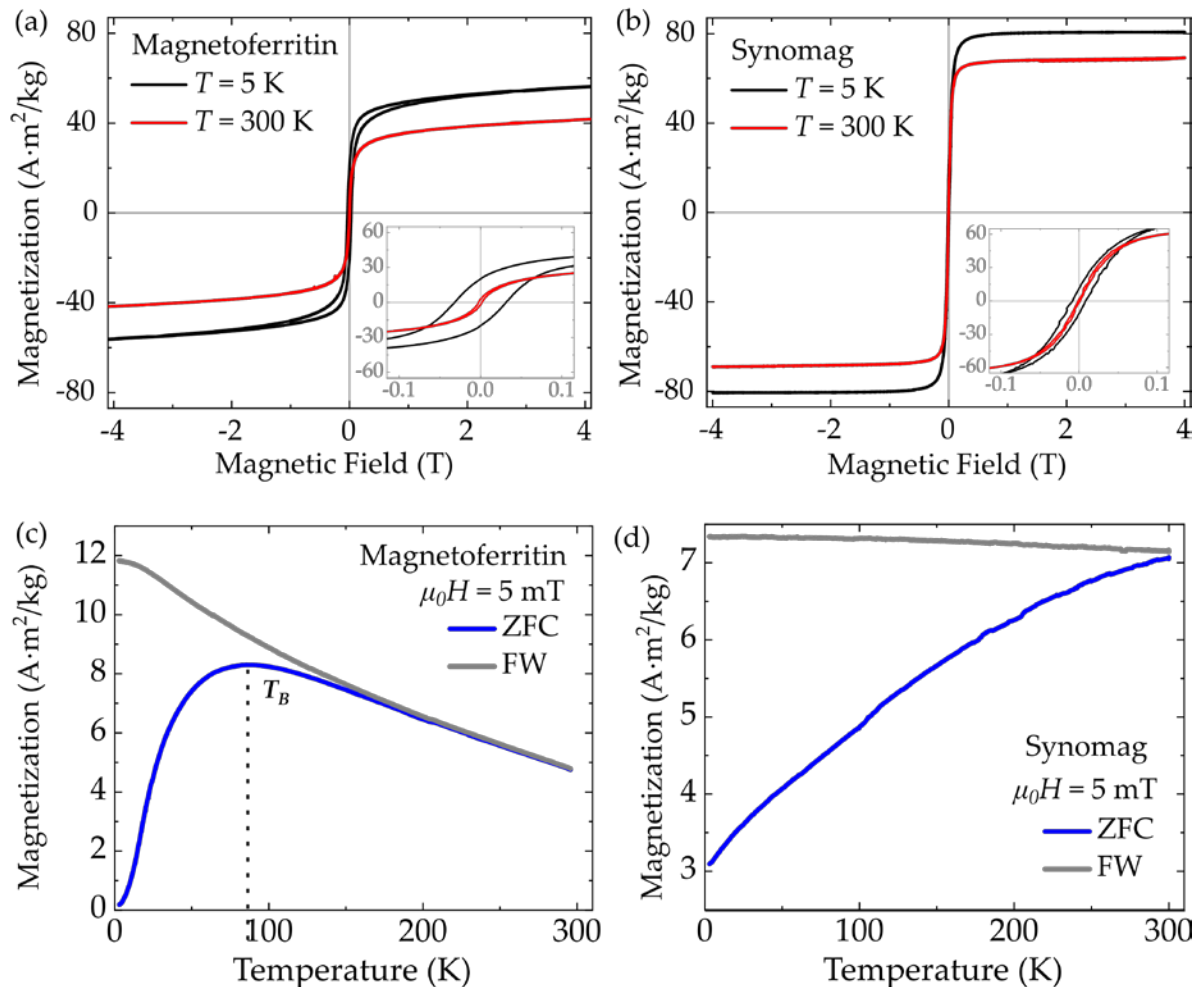 (a)
Magnetoferritin
T = 5 K
T = 300 K
80
40
0
-40
-80
60
30
0
-30
-60
-0.1
0.0
0.1
-4
-2
0
2
4
Magnetization (A·m²/kg)
Magnetic Field (T)
(b)
Synomag
T = 5 K
T = 300 K
80
40
0
-40
-80
60
30
0
-30
-60
-0.1
0.0
0.1
-4
-2
0
2
4
Magnetization (A·m²/kg)
Magnetic Field (T)
(c)
Magnetoferritin
μ₀H = 5 mT
ZFC
FW
T_B
12
10
8
6
4
2
0
0
100
200
300
Magnetization (A·m²/kg)
Temperature (K)
(d)
Synomag
μ₀H = 5 mT
ZFC
FW
7
6
5
4
3
0
100
200
300
Magnetization (A·m²/kg)
Temperature (K)